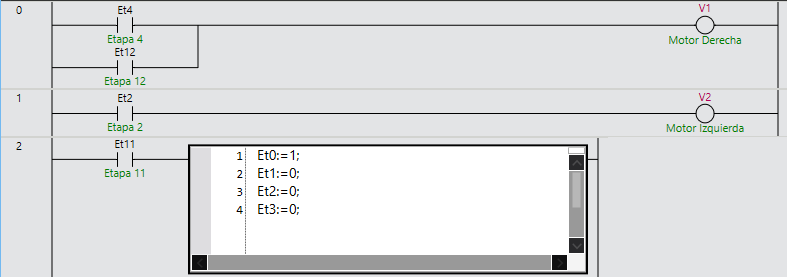 0 Et4 V1
Etapa 4 Motor Derecha
Et12
Etapa 12
1 Et2 V2
Etapa 2 Motor Izquierda
2 Et11
Etapa 11
1 Et0:=1;
2 Et1:=0;
3 Et2:=0;
4 Et3:=0;